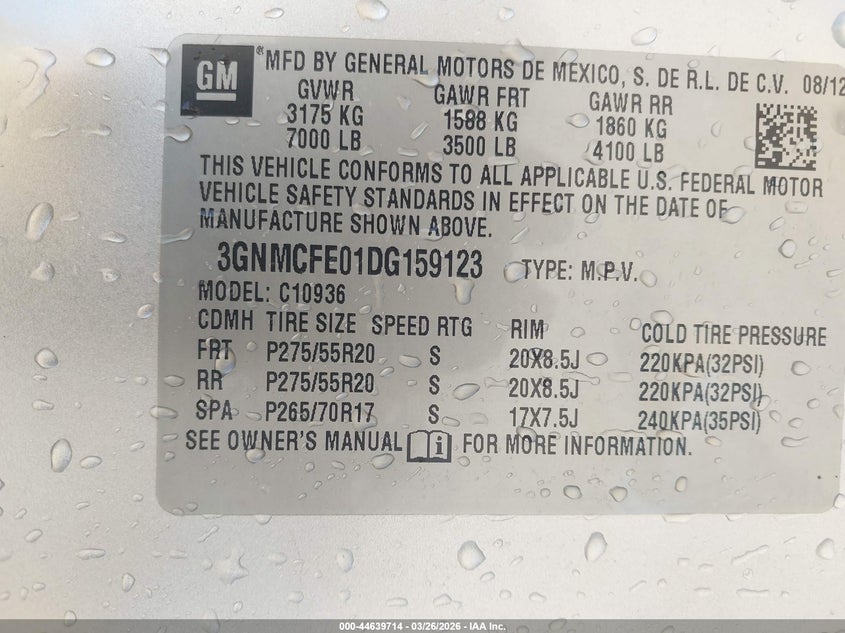 GM
® MFD BY GENERAL MOTORS DE MEXICO, S. DE R.L. DE C.V. 08/12
GVWR GAWR FRT GAWR RR
3175 KG 1588 KG 1860 KG
7000 LB 3500 LB 4100 LB
THIS VEHICLE CONFORMS TO ALL APPLICABLE U.S. FEDERAL MOTOR
VEHICLE SAFETY STANDARDS IN EFFECT ON THE DATE OF
MANUFACTURE SHOWN ABOVE.
3GNMCFE01DG159123 TYPE: M.P.V.
MODEL: C10936
CDMH TIRE SIZE SPEED RTG RIM COLD TIRE PRESSURE
FRT P275/55R20 S 20X8.5J 220KPA(32PSI)
RR P275/55R20 S 20X8.5J 220KPA(32PSI)
SPA P265/70R17 S 17X7.5J 240KPA(35PSI)
SEE OWNER'S MANUAL i FOR MORE INFORMATION.
000-44639714 - 03/26/2026 - IAA Inc.